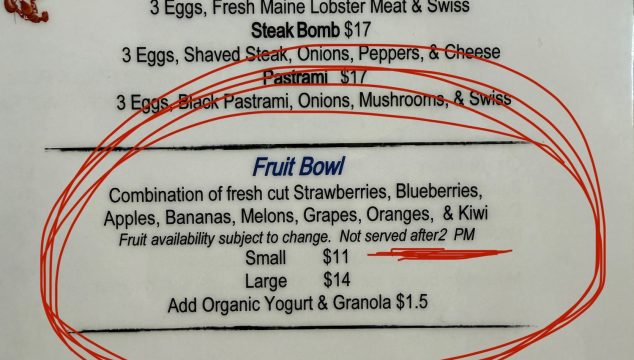 3 Eggs, Fresh Maine Lobster Meat & Swiss
Steak Bomb $17
3 Eggs, Shaved Steak, Onions, Peppers, & Cheese
Pastrami $17
3 Eggs, Black Pastrami, Onions, Mushrooms, & Swiss
Fruit Bowl
Combination of fresh cut Strawberries, Blueberries,
Apples, Bananas, Melons, Grapes, Oranges, & Kiwi
Fruit availability subject to change. Not served after2 PM
Small $11
Large $14
Add Organic Yogurt & Granola $1.5